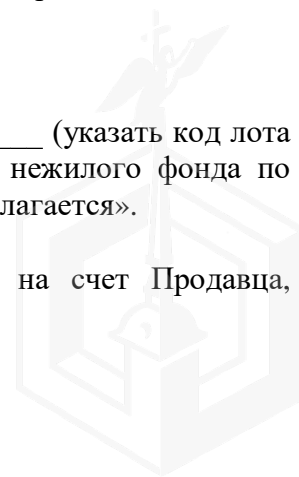 ___ (указать код лота
нежилого фонда по
лагается».
на счет Продавца,